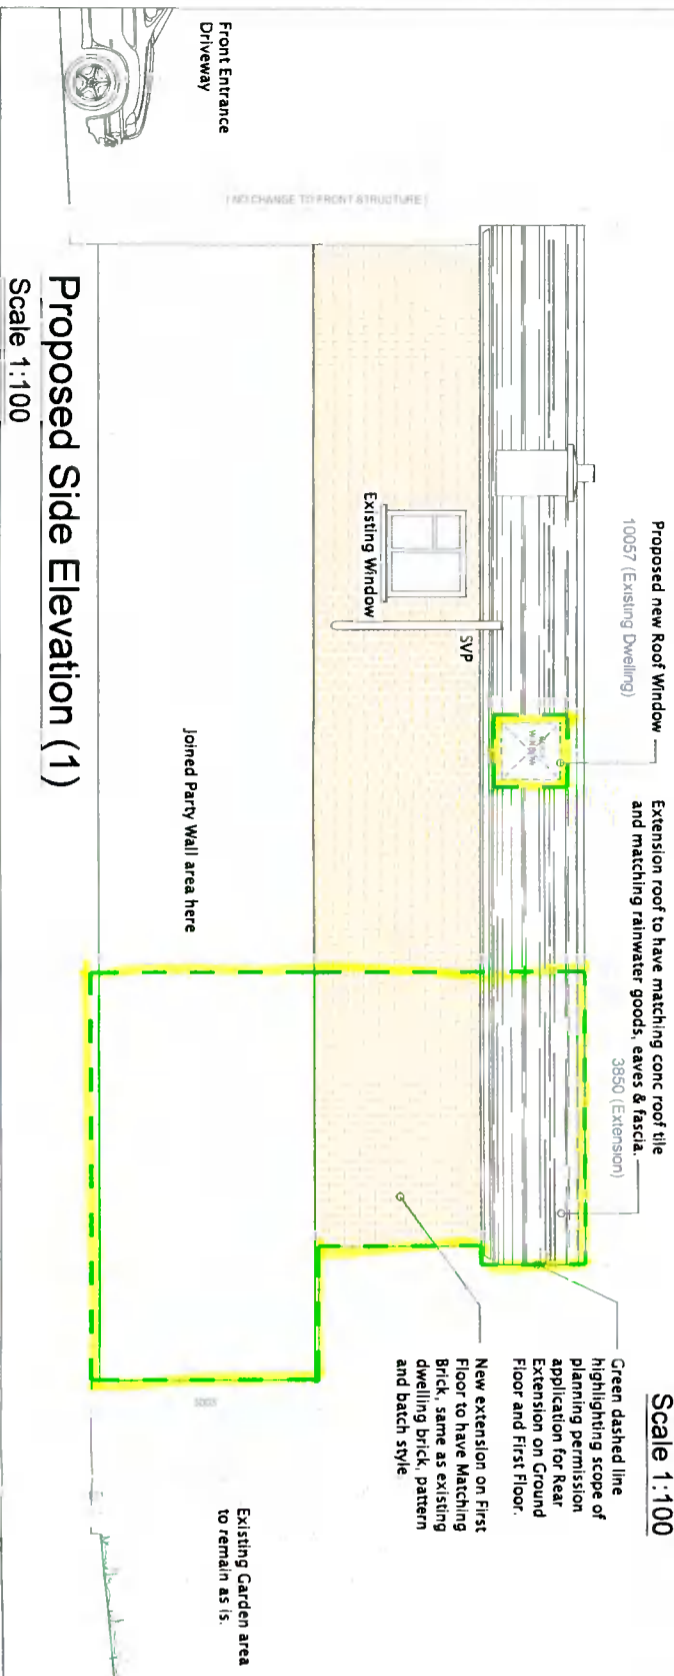 Scale 1:100
Proposed new Roof Window
10057 (Existing Dwelling)
Extension roof to have matching conc roof tile
and matching rainwater goods, eaves & fascia.
3850 (Extension)
Green dashed line
highlighting scope of
planning permission
application for Rear
Extension on Ground
Floor and First Floor.
New extension on First
Floor to have Matching
Brick, same as existing
dwelling brick, pattern
and batch style
Front Entrance
Driveway
[ NO CHANGE TO FRONT STRUCTURE ]
Existing Window
SVP
Joined Party Wall area here
Existing Garden area
to remain as is.
Proposed Side Elevation (1)
Scale 1:100